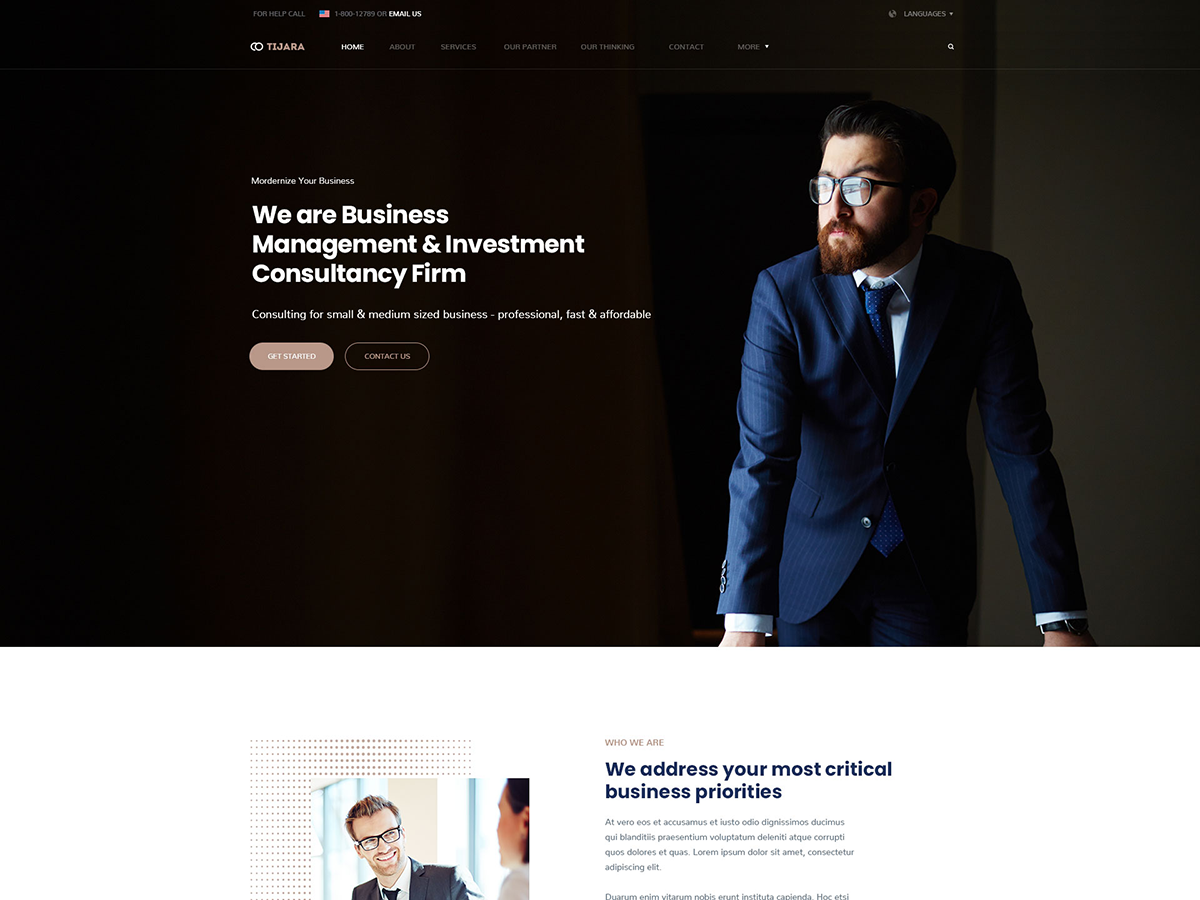 FOR HELP CALL 1-800-12789 OR EMAIL US LANGUAGES
TIJARA HOME ABOUT SERVICES OUR PARTNER OUR THINKING CONTACT MORE
Mordernize Your Business
We are Business
Management & Investment
Consultancy Firm
Consulting for small & medium sized business - professional, fast & affordable
GET STARTED CONTACT US
WHO WE ARE
We address your most critical
business priorities
At vero eos et accusamus et iusto odio dignissimos ducimus
qui blanditiis praesentium voluptatum deleniti atque corrupti
quos dolores et quas. Lorem ipsum dolor sit amet, consectetur
adipiscing elit.
Duarum enim vitarum nobis erunt instituta capienda. Hoc etsi